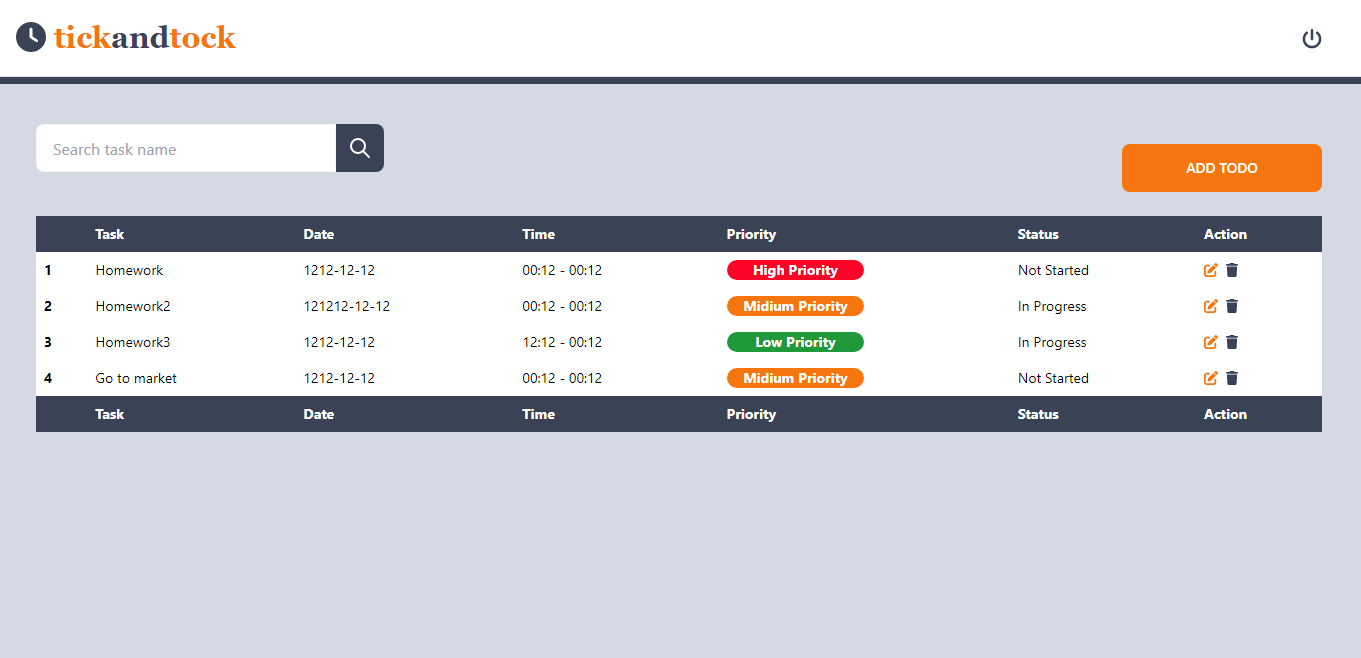 tickandtock
Search task name
ADD TODO
Task Date Time Priority Status Action
1 Homework 1212-12-12 00:12 - 00:12 High Priority Not Started
2 Homework2 121212-12-12 00:12 - 00:12 Midium Priority In Progress
3 Homework3 1212-12-12 12:12 - 00:12 Low Priority In Progress
4 Go to market 1212-12-12 00:12 - 00:12 Midium Priority Not Started
Task Date Time Priority Status Action